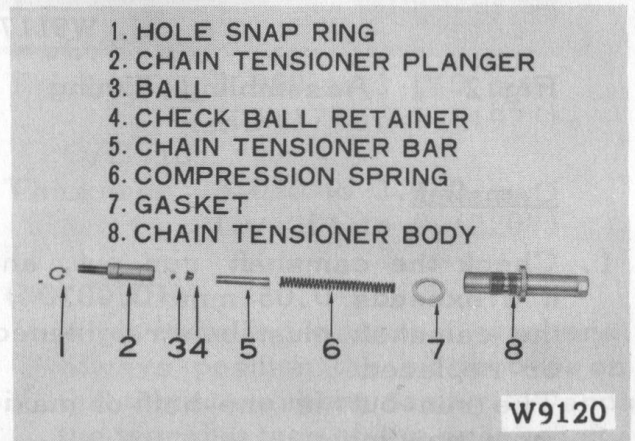 1. HOLE SNAP RING
2. CHAIN TENSIONER PLANGER
3 BALL
4. CHECK BALL RETAINER
5. CHAIN TENSIONER BAR
6. COMPRESSION SPRING
7. GASKET
8. CHAIN TENSIONER BODY
1 2 3 4 5 6 7 8
W9120